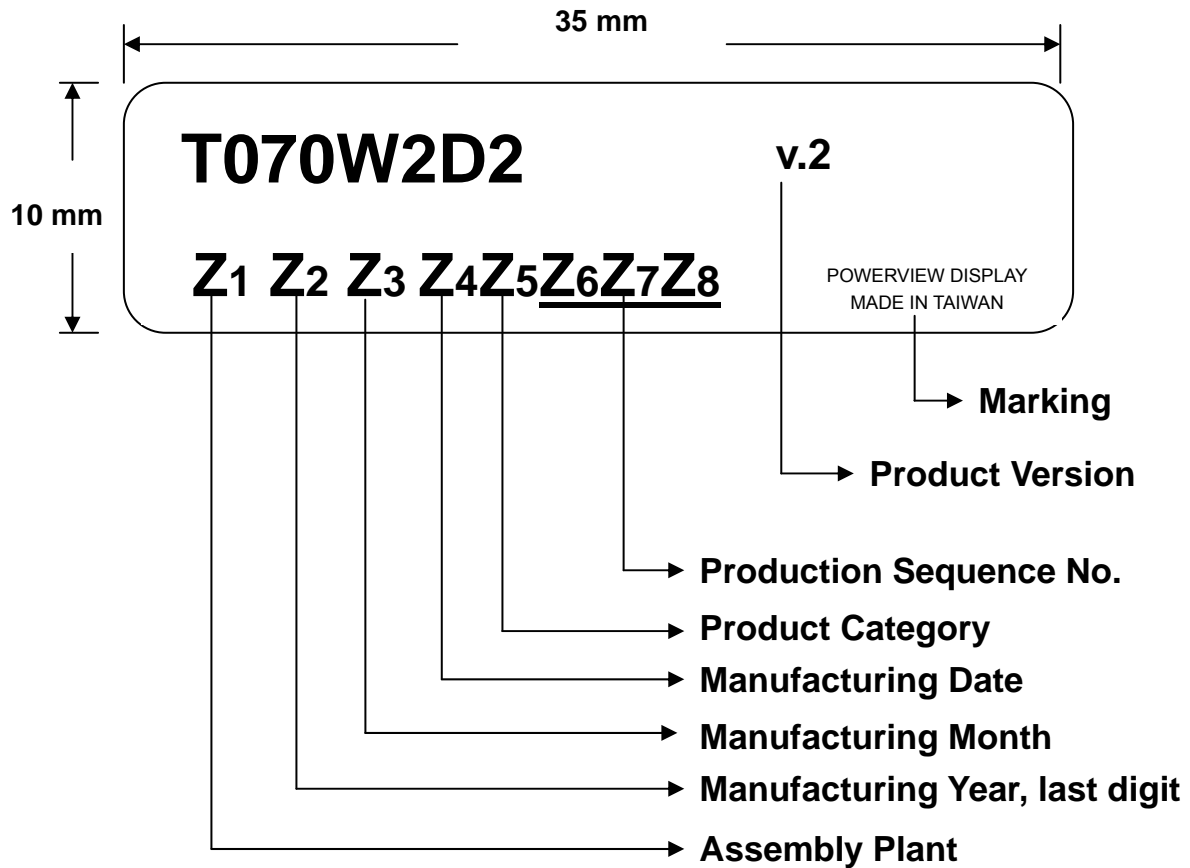 35 mm
T070W2D2 v.2
10 mm
Z1 Z2 Z3 Z4Z5Z6Z7Z8
POWERVIEW DISPLAY
MADE IN TAIWAN
Marking
Product Version
Production Sequence No.
Product Category
Manufacturing Date
Manufacturing Month
Manufacturing Year, last digit
Assembly Plant